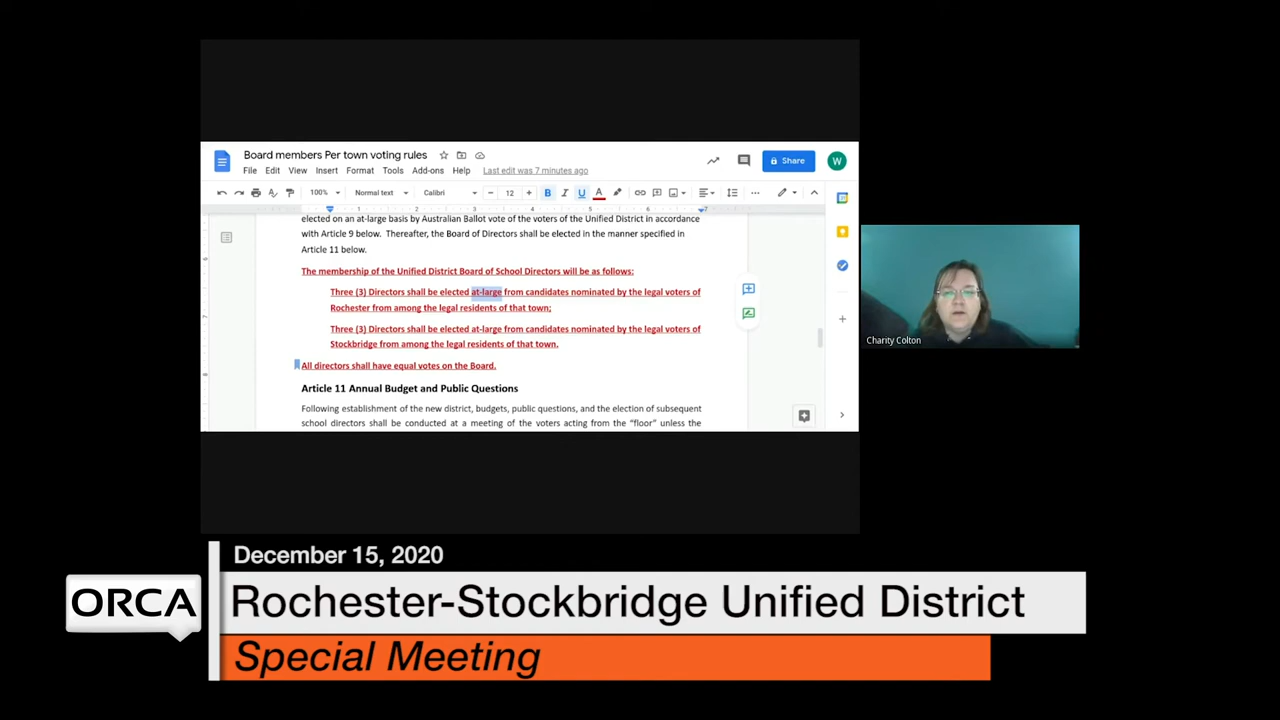 Board members Per town voting rules
File Edit View Insert Format Tools Add-ons Help Last edit was 7 minutes ago
Share
W
100% Normal text Calibri 12 B I U A
1 2 3 4 5 6 7
elected on an at-large basis by Australian Ballot vote of the voters of the Unified District in accordance
with Article 9 below. Thereafter, the Board of Directors shall be elected in the manner specified in
Article 11 below.
The membership of the Unified District Board of School Directors will be as follows:
Three (3) Directors shall be elected at-large from candidates nominated by the legal voters of
Rochester from among the legal residents of that town;
Three (3) Directors shall be elected at-large from candidates nominated by the legal voters of
Stockbridge from among the legal residents of that town.
All directors shall have equal votes on the Board.
Article 11 Annual Budget and Public Questions
Following establishment of the new district, budgets, public questions, and the election of subsequent
school directors shall be conducted at a meeting of the voters acting from the “floor” unless the
Charity Colton
December 15, 2020
ORCA
Rochester-Stockbridge Unified District
Special Meeting